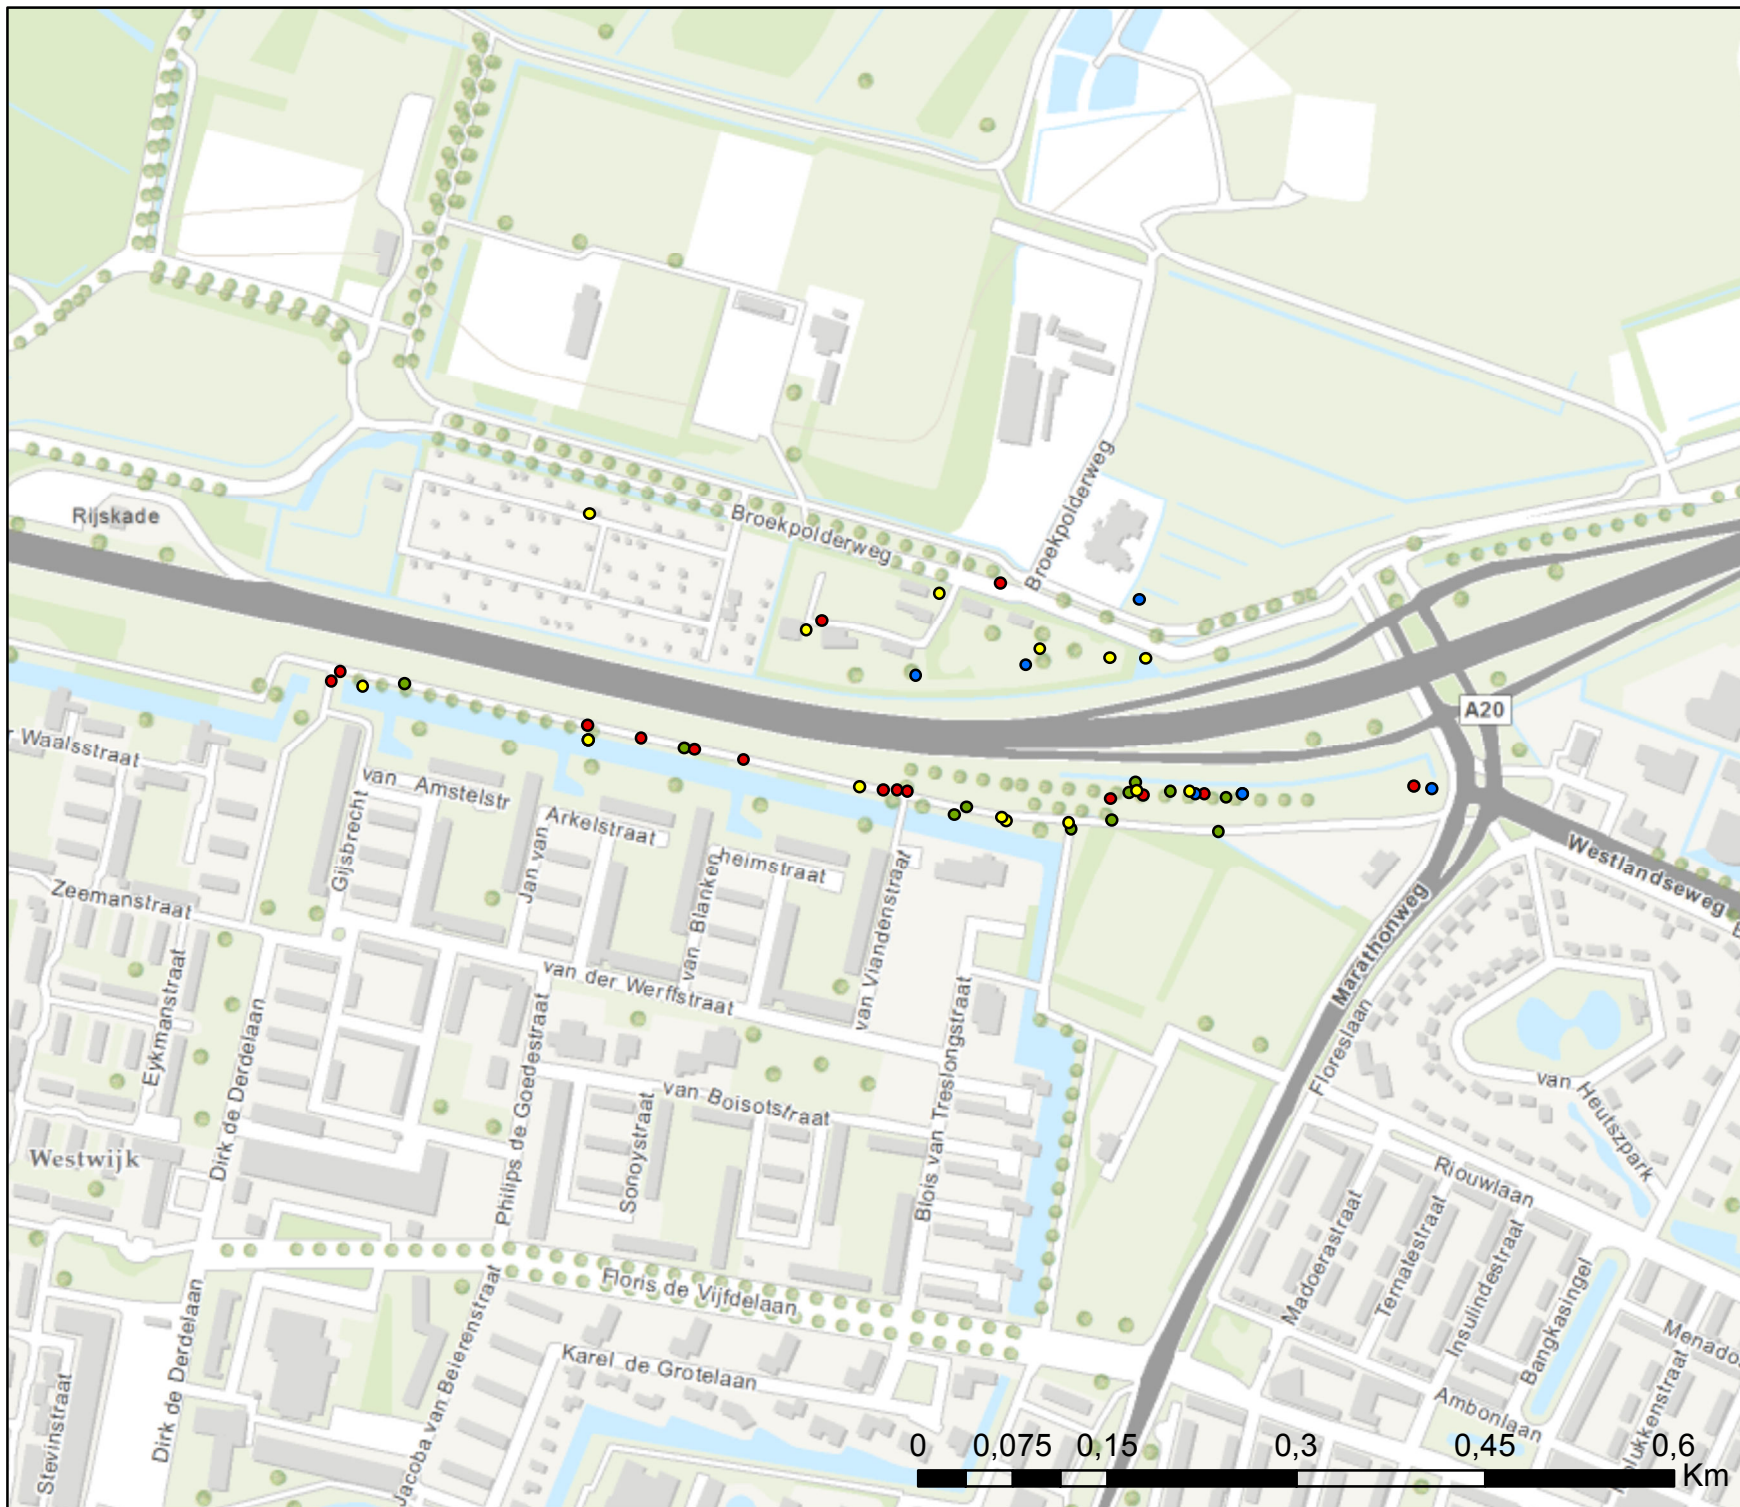 Broekpolderweg
Rijskade
Broekpolderweg
A20
Waalsstraat
van Amstelstr
Arkelstraat
heimstraat
Gijsbrecht
Jan van
van Blanken
van Viandenstraat
Westlandseweg
Marathonweg
Zeemanstraat
Eykmanstraat
van der Werffstraat
Floreslaan
van Heutszpark
Dirk de Derdelaan
Philips de Goedestraat
Blois van Treslongstraat
van Boisotstraat
Sonoystraat
Westwijk
Riouwlaan
Madoerastraat
Ternatestraat
Insulindestraat
Bangkasingel
Floris de Vijfdelaan
Dirk de Derdelaan
Jacoba van Beierenstraat
Karel de Grotelaan
Stevinstraat
Ambonlaan
0 0,075 0,15 0,3 0,45 0,6
Km